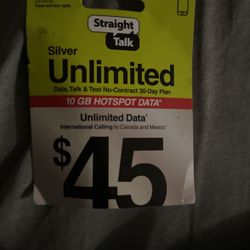 Straight
Talk
Silver
Unlimited
Data, Talk & Text No-Contract 30-Day Plan
10 GB HOTSPOT DATA*
Unlimited Data*
International Calling to Canada and Mexico*
$45